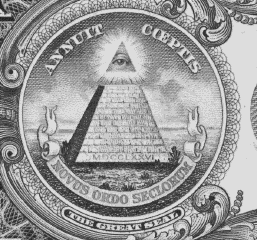 ANNUIT CŒPTIS
MDCCLXXVI
NOVUS ORDO SECLORUM
THE GREAT SEAL